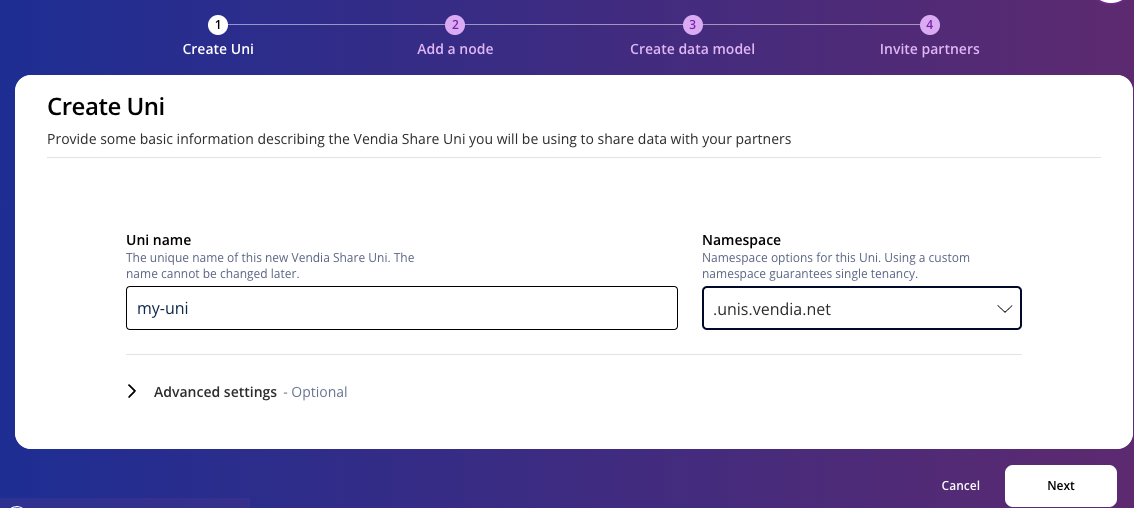 1 2 3 4
Create Uni Add a node Create data model Invite partners
Create Uni
Provide some basic information describing the Vendia Share Uni you will be using to share data with your partners
Uni name
The unique name of this new Vendia Share Uni. The
name cannot be changed later.
my-uni
Namespace
Namespace options for this Uni. Using a custom
namespace guarantees single tenancy.
.unis.vendia.net
Advanced settings - Optional
Cancel Next